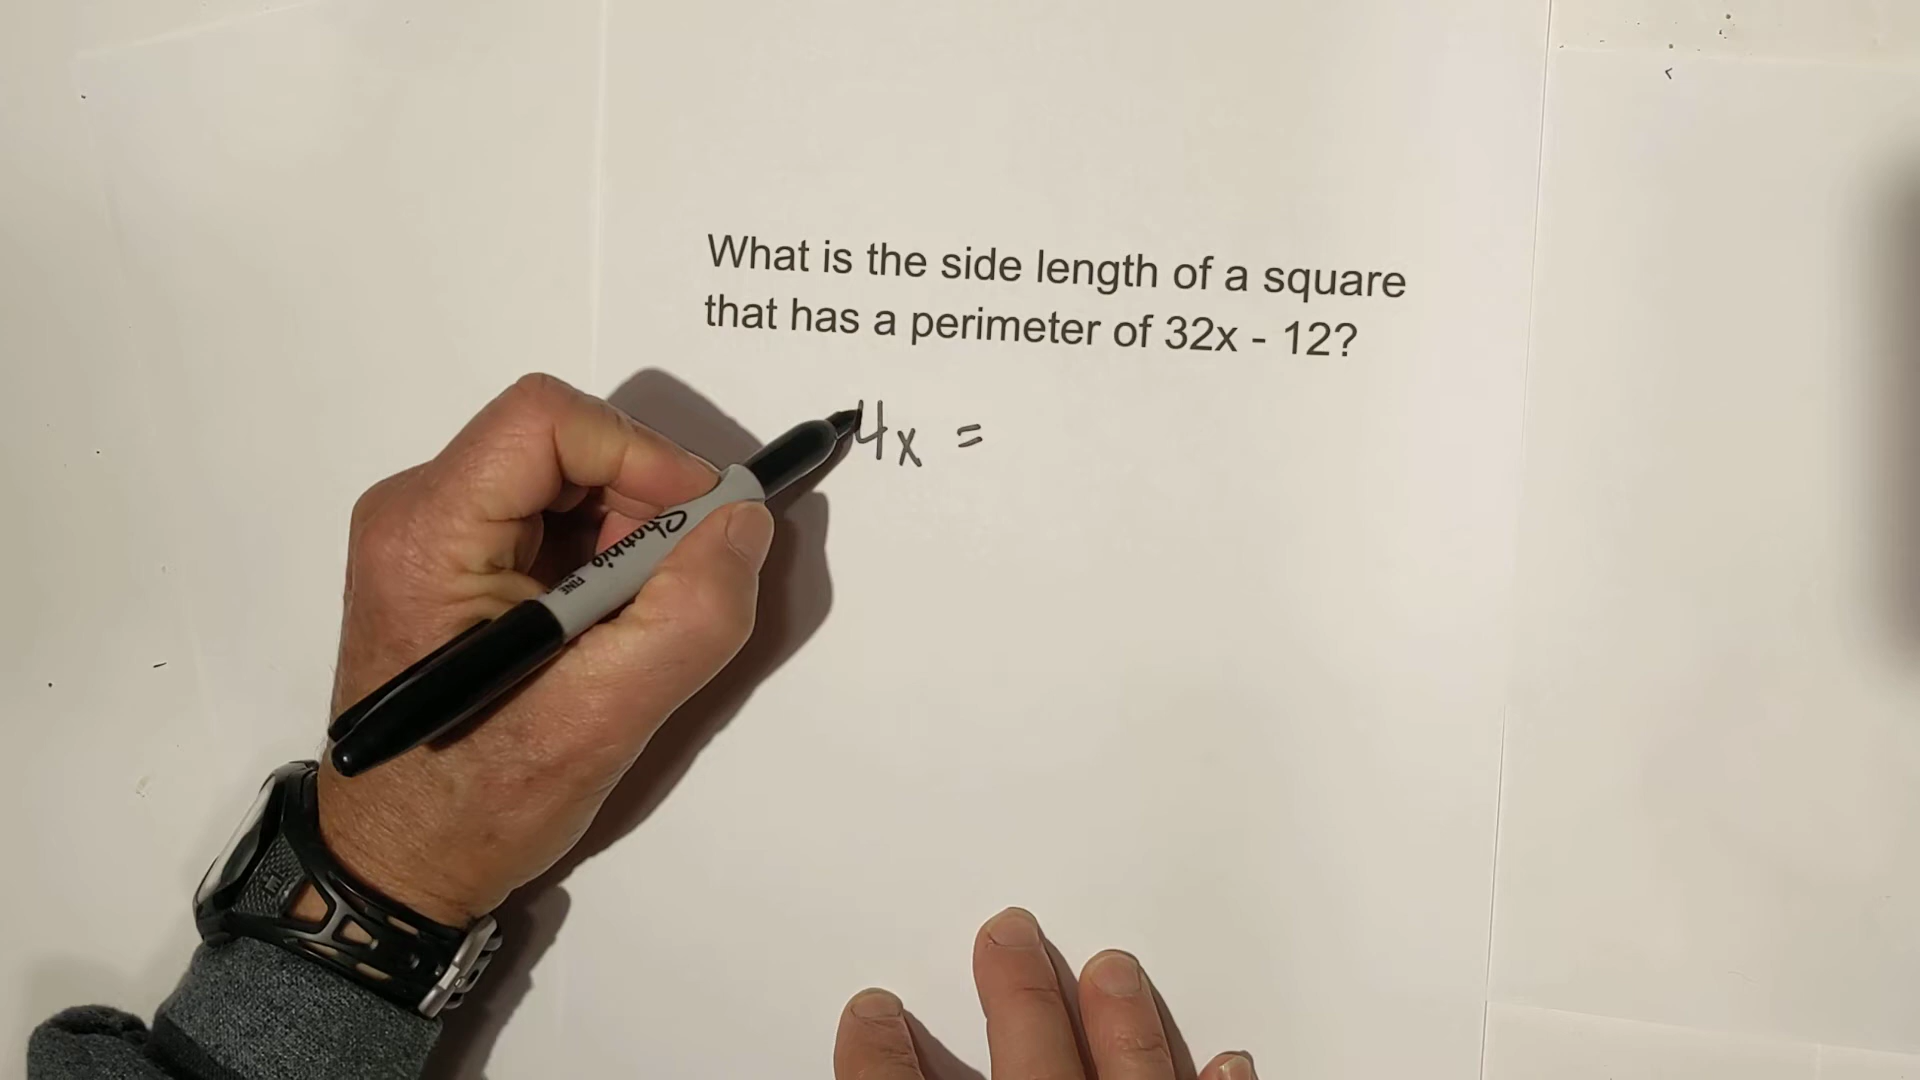 What is the side length of a square
that has a perimeter of 32x - 12?
4x =
Sharpie
FINE